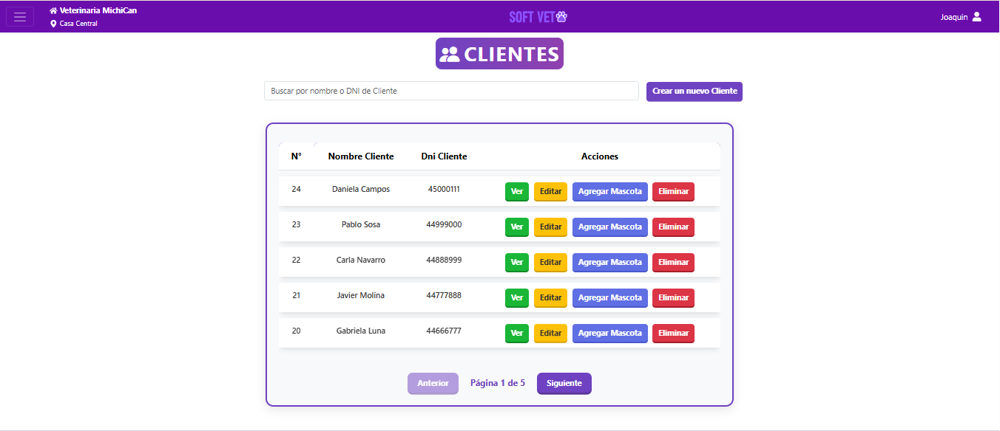 Veterinaria MichiCan
Casa Central
SOFT VET
Joaquin
CLIENTES
Buscar por nombre o DNI de Cliente
Crear un nuevo Cliente
N° Nombre Cliente Dni Cliente Acciones
24 Daniela Campos 45000111 Ver Editar Agregar Mascota Eliminar
23 Pablo Sosa 44999000 Ver Editar Agregar Mascota Eliminar
22 Carla Navarro 44888999 Ver Editar Agregar Mascota Eliminar
21 Javier Molina 44777888 Ver Editar Agregar Mascota Eliminar
20 Gabriela Luna 44666777 Ver Editar Agregar Mascota Eliminar
Anterior Página 1 de 5 Siguiente